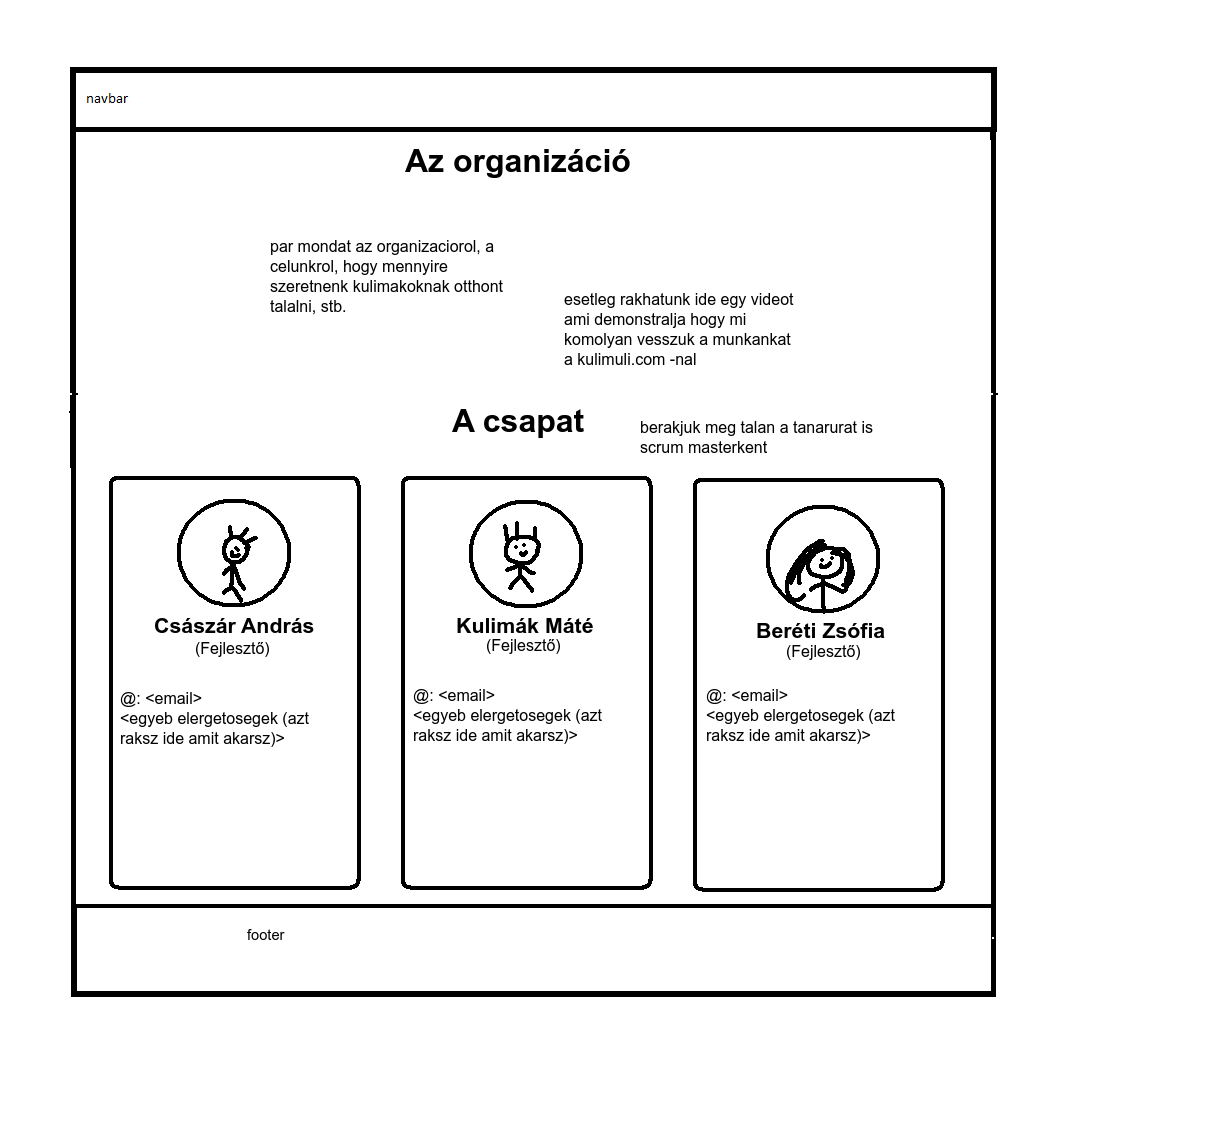 navbar
Az organizáció
par mondat az organizaciorol, a
celunkrol, hogy mennyire
szeretnenk kulimakoknak otthont
talalni, stb.
esetleg rakhatunk ide egy videot
ami demonstralja hogy mi
komolyan vesszuk a munkankat
a kulimuli.com -nal
A csapat
berakjuk meg talan a tanarurat is
scrum masterkent
Császár András
(Fejlesztő)
@: <email>
<egyeb elergetosegek (azt
raksz ide amit akarsz)>
Kulimák Máté
(Fejlesztő)
@: <email>
<egyeb elergetosegek (azt
raksz ide amit akarsz)>
Beréti Zsófia
(Fejlesztő)
@: <email>
<egyeb elergetosegek (azt
raksz ide amit akarsz)>
footer